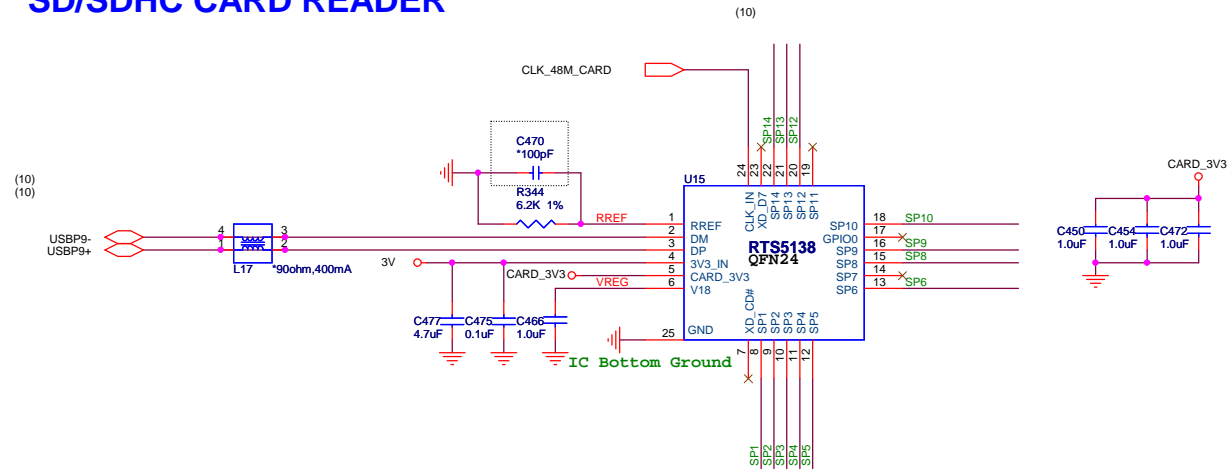 SD/SDHC CARD READER
(10)
CLK_48M_CARD
SP14
SP13
SP12
24
23
22
21
20
19
C470
*100pF
R344
6.2K 1%
(10)
(10)
U15
CLK_IN
XD_D7
SP14
SP13
SP12
SP11
CARD_3V3
RREF
1
RREF
2
DM
3
DP
4
3V3_IN
5
CARD_3V3
6
V18
25
GND
RTS5138
QFN24
SP10
18
SP10
GPIO0
17
SP9
16
SP9
SP8
15
SP8
SP7
14
SP6
13
SP6
USBP9-
USBP9+
4
1
3
2
L17
*90ohm,400mA
3V
CARD_3V3
VREG
C450
1.0uF
C454
1.0uF
C472
1.0uF
C477
4.7uF
C475
0.1uF
C466
1.0uF
XD_CD#
SP1
SP2
SP3
SP4
SP5
7
8
9
10
11
12
IC Bottom Ground
SP1
SP2
SP3
SP4
SP5